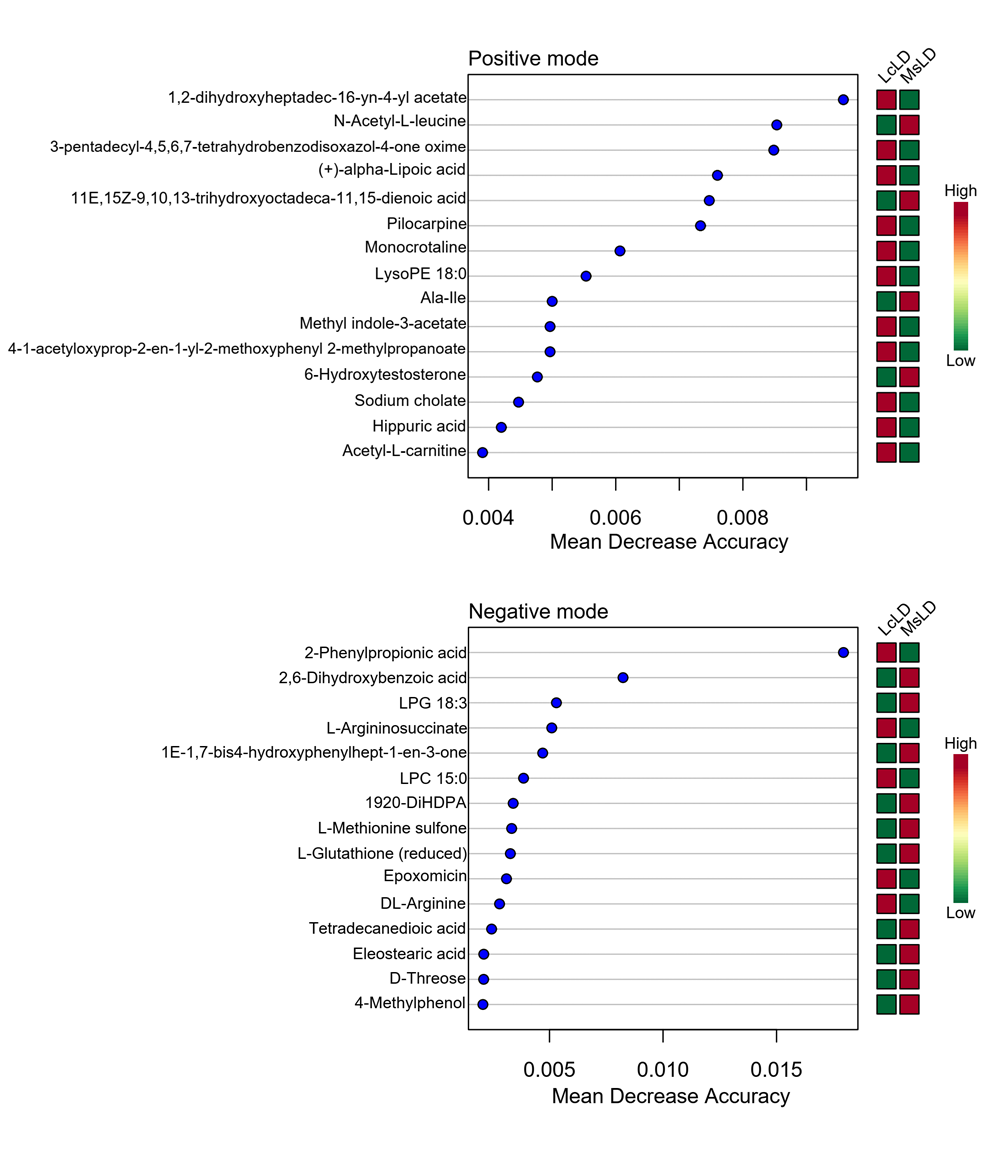 Positive mode
LcLD MsLD
1,2-dihydroxyheptadec-16-yn-4-yl acetate
N-Acetyl-L-leucine
3-pentadecyl-4,5,6,7-tetrahydrobenzodisoxazol-4-one oxime
(+)-alpha-Lipoic acid
11E,15Z-9,10,13-trihydroxyoctadeca-11,15-dienoic acid
Pilocarpine
Monocrotaline
LysoPE 18:0
Ala-Ile
Methyl indole-3-acetate
4-1-acetyloxyprop-2-en-1-yl-2-methoxyphenyl 2-methylpropanoate
6-Hydroxytestosterone
Sodium cholate
Hippuric acid
Acetyl-L-carnitine
High
Low
0.004 0.006 0.008
Mean Decrease Accuracy
Negative mode
LcLD MsLD
2-Phenylpropionic acid
2,6-Dihydroxybenzoic acid
LPG 18:3
L-Argininosuccinate
1E-1,7-bis4-hydroxyphenylhept-1-en-3-one
LPC 15:0
1920-DiHDPA
L-Methionine sulfone
L-Glutathione (reduced)
Epoxomicin
DL-Arginine
Tetradecanedioic acid
Eleostearic acid
D-Threose
4-Methylphenol
High
Low
0.005 0.010 0.015
Mean Decrease Accuracy